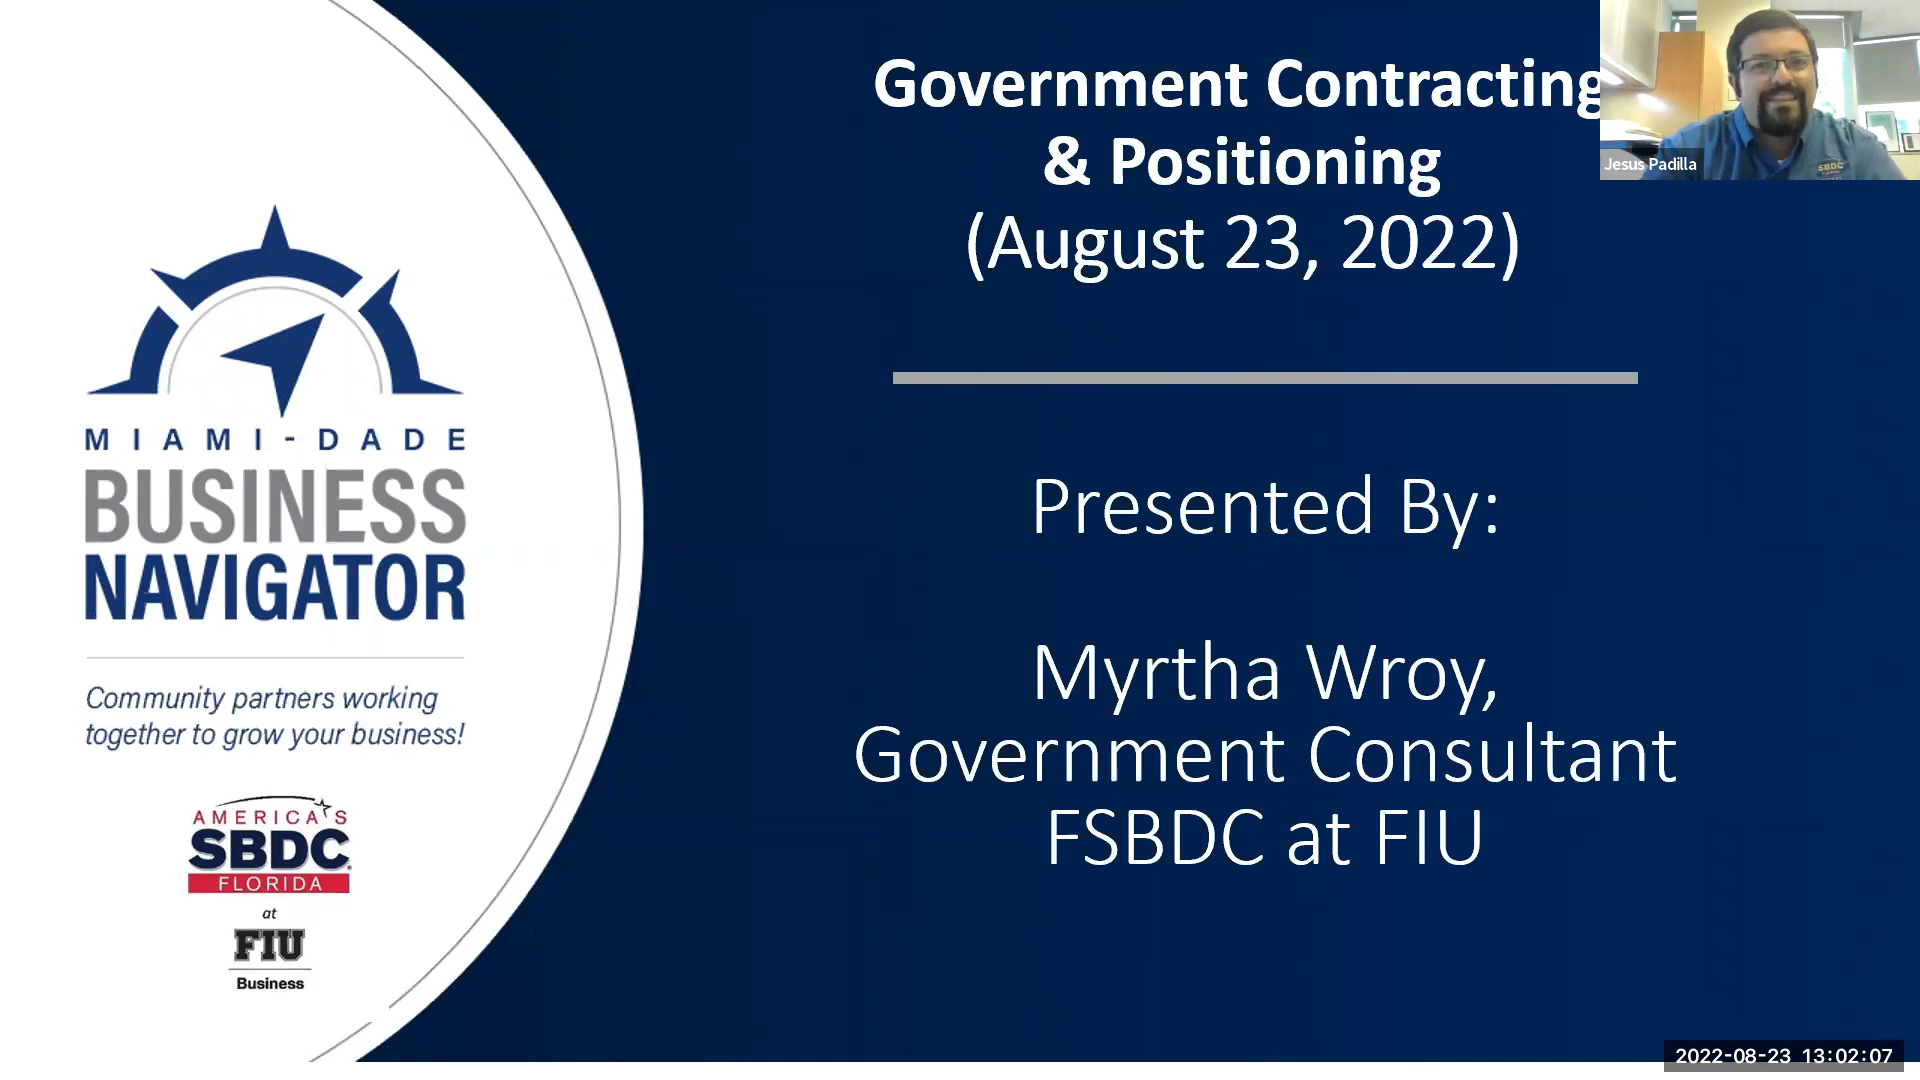 Government Contracting
& Positioning
(August 23, 2022)
Jesus Padilla
SBDC
MIAMI-DADE
BUSINESS
NAVIGATOR
Community partners working
together to grow your business!
AMERICA'S
SBDC
FLORIDA
at
FIU
Business
Presented By:
Myrtha Wroy,
Government Consultant
FSBDC at FIU
2022-08-23 13:02:07